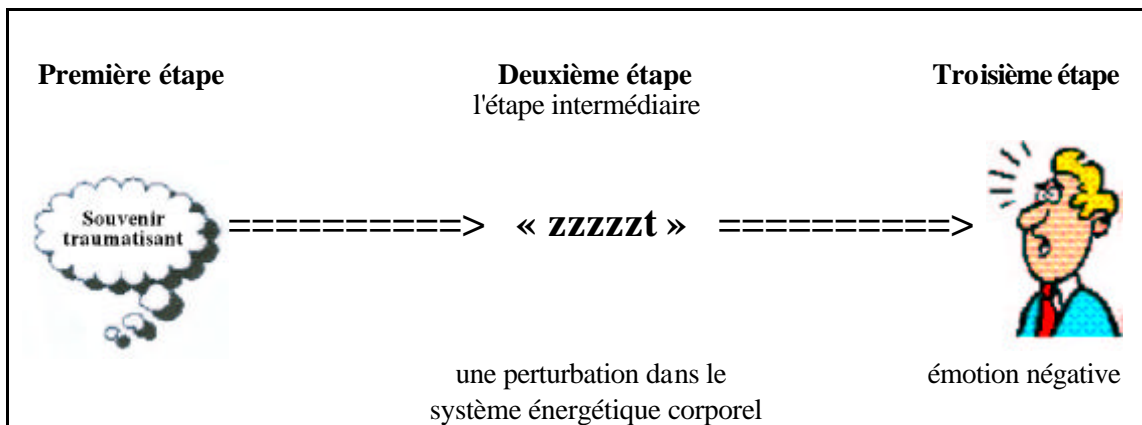 Première étape
Deuxième étape
Troisième étape
l'étape intermédiaire
Souvenir
traumatisant
==========>
« zzzzzt »
==========>
une perturbation dans le
système énergétique corporel
émotion négative